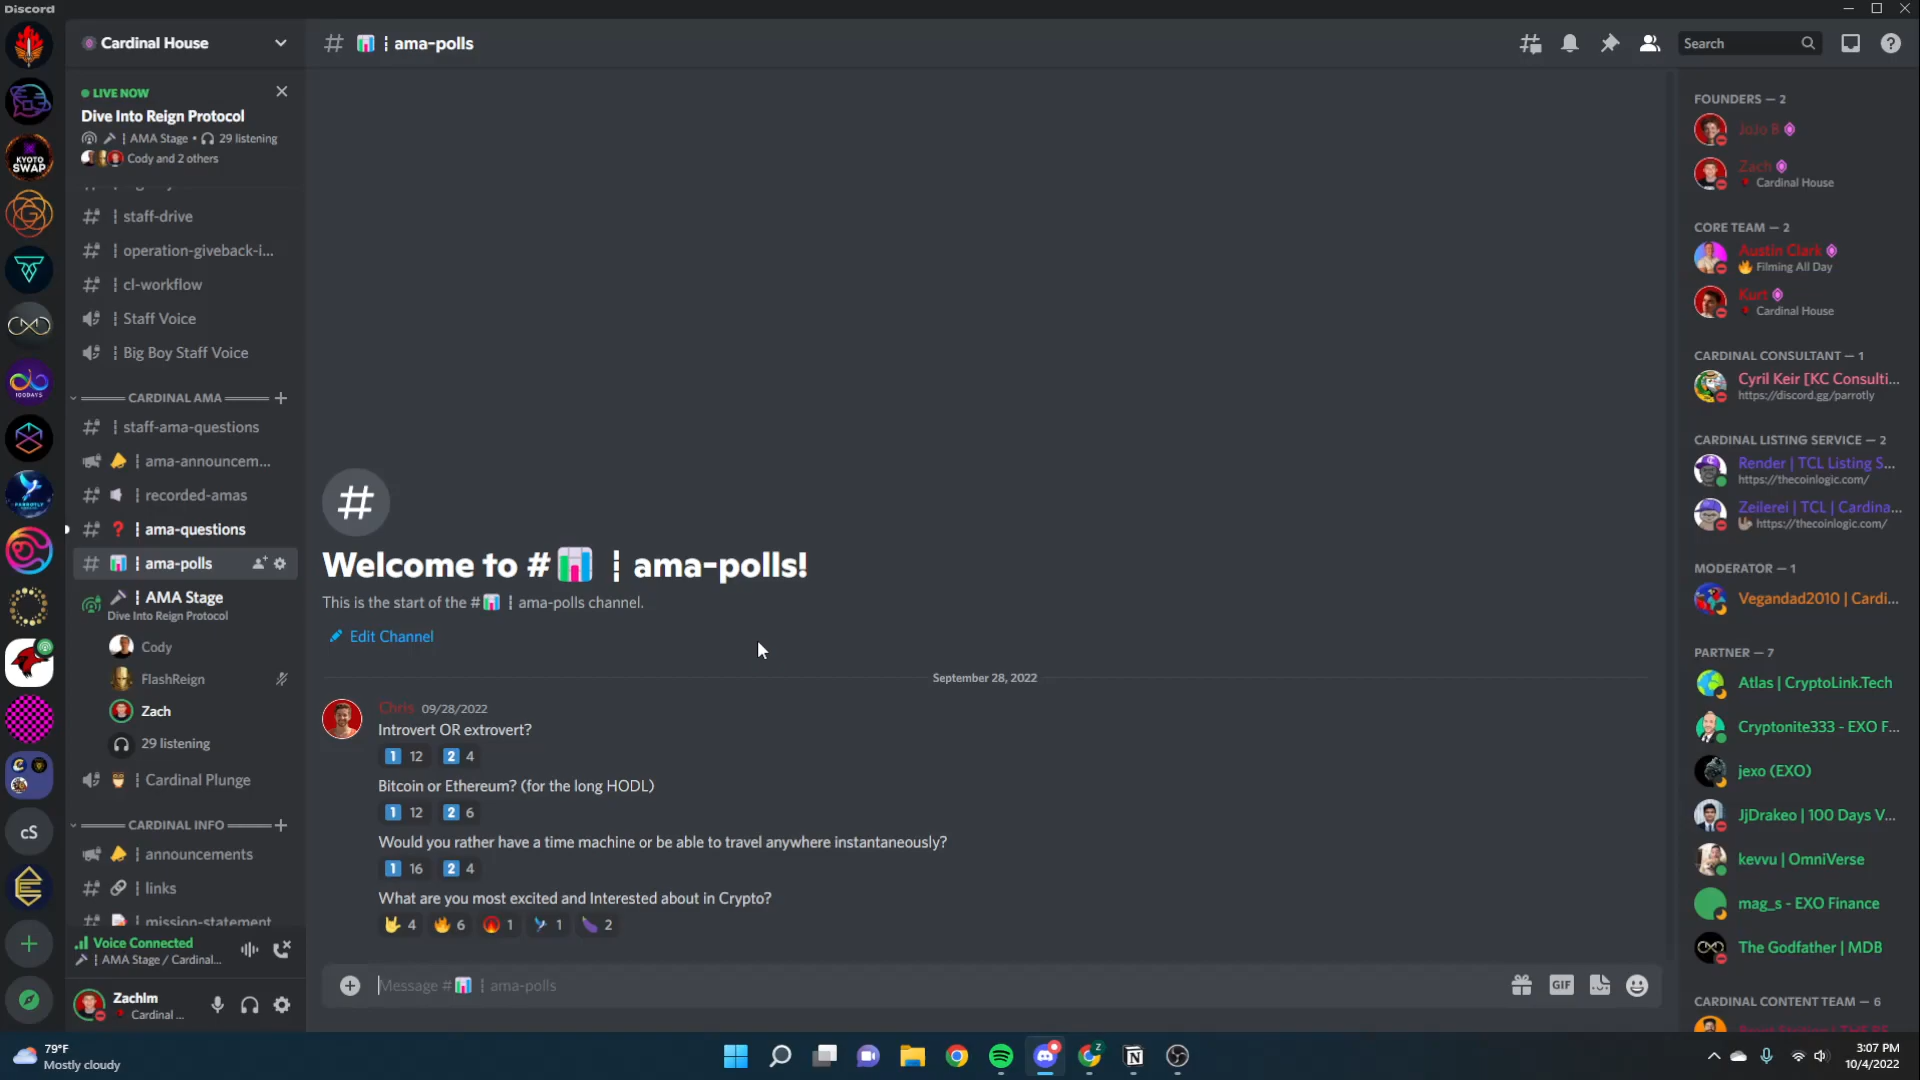 Discord
Cardinal House
LIVE NOW
Dive Into Reign Protocol
AMA Stage • 29 listening
Cody and 2 others
staff-drive
operation-giveback-i...
cl-workflow
Staff Voice
Big Boy Staff Voice
CARDINAL AMA
staff-ama-questions
ama-announcem...
recorded-amas
ama-questions
ama-polls
AMA Stage
Dive Into Reign Protocol
Cody
FlashReign
Zach
29 listening
Cardinal Plunge
CARDINAL INFO
announcements
links
mission-statement
Voice Connected
AMA Stage / Cardinal...
Zachlm
Cardinal ...
KYOTO
SWAP
100DAYS
cS
# ┆ ama-polls
Search
Welcome to # ┆ ama-polls!
This is the start of the # ┆ ama-polls channel.
Edit Channel
September 28, 2022
Chris 09/28/2022
Introvert OR extrovert?
1 12 2 4
Bitcoin or Ethereum? (for the long HODL)
1 12 2 6
Would you rather have a time machine or be able to travel anywhere instantaneously?
1 16 2 4
What are you most excited and Interested about in Crypto?
4 6 1 1 2
Message # ┆ ama-polls
GIF
FOUNDERS — 2
JoJo B
Zach
Cardinal House
CORE TEAM — 2
Austin Clark
Filming All Day
Kurt
Cardinal House
CARDINAL CONSULTANT — 1
Cyril Keir [KC Consulti...
https://discord.gg/parrotly
CARDINAL LISTING SERVICE — 2
Render | TCL Listing S...
https://thecoinlogic.com/
Zeilerei | TCL | Cardina...
https://thecoinlogic.com/
MODERATOR — 1
Vegandad2010 | Cardi...
PARTNER — 7
Atlas | CryptoLink.Tech
Cryptonite333 - EXO F...
jexo (EXO)
JjDrakeo | 100 Days V...
kevvu | OmniVerse
mag_s - EXO Finance
The Godfather | MDB
CARDINAL CONTENT TEAM — 6
79°F
Mostly cloudy
3:07 PM
10/4/2022